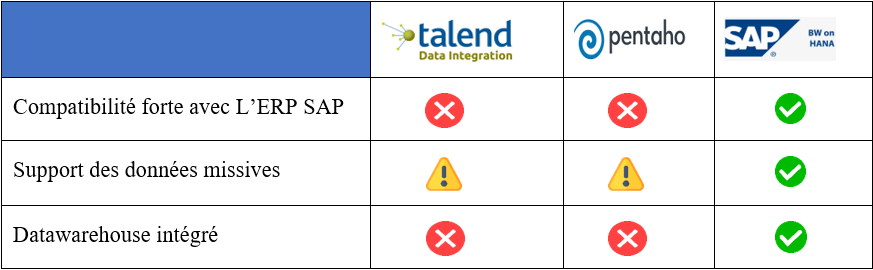 talend
Data Integration
pentaho
SAP
®
BW on
HANA
Compatibilité forte avec L’ERP SAP
Support des données missives
Datawarehouse intégré